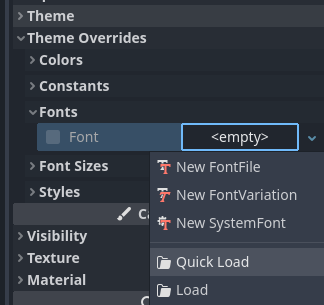 Theme
Theme Overrides
Colors
Constants
Fonts
Font <empty>
New FontFile
Font Sizes
New FontVariation
Styles
New SystemFont
Visibility
Texture
Quick Load
Material
Load